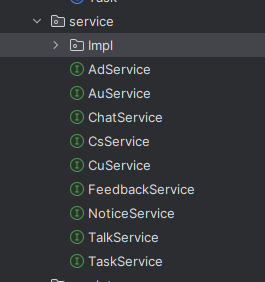 service
Impl
AdService
AuService
ChatService
CsService
CuService
FeedbackService
NoticeService
TalkService
TaskService